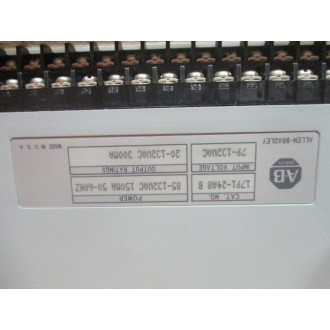 AB
ALLEN-BRADLEY
CAT. NO.
1791-24A8 B
POWER
85-132VAC 150MA 50-60HZ
INPUT VOLTAGE
79-132VAC
OUTPUT RATINGS
20-132VAC 300MA
MADE IN U.S.A.